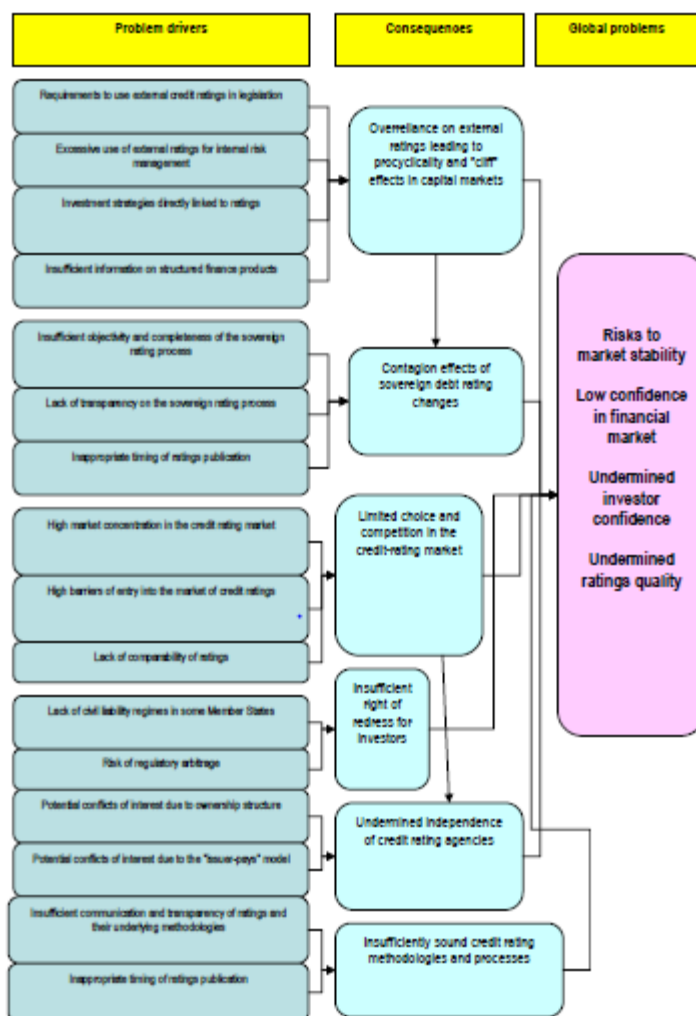 Problem drivers
Consequences
Global problems
Requirements to use external credit ratings in legislation
Excessive use of external ratings for internal risk
management
Investment strategies directly linked to ratings
Insufficient information on structured finance products
Overreliance on external
ratings leading to
procyclicality and "cliff"
effects in capital markets
Insufficient objectivity and completeness of the sovereign
rating process
Lack of transparency on the sovereign rating process
Inappropriate timing of ratings publication
Contagion effects of
sovereign debt rating
changes
High market concentration in the credit rating market
High barriers of entry into the market of credit ratings
Lack of comparability of ratings
Limited choice and
competition in the
credit-rating market
Lack of civil liability regimes in some Member States
Risk of regulatory arbitrage
Insufficient
right of
redress for
investors
Potential conflicts of interest due to ownership structure
Potential conflicts of interest due to the "issuer-pays" model
Undermined independence
of credit rating agencies
Insufficient communication and transparency of ratings and
their underlying methodologies
Inappropriate timing of ratings publication
Insufficiently sound credit rating
methodologies and processes
Risks to
market stability
Low confidence
in financial
market
Undermined
investor
confidence
Undermined
ratings quality